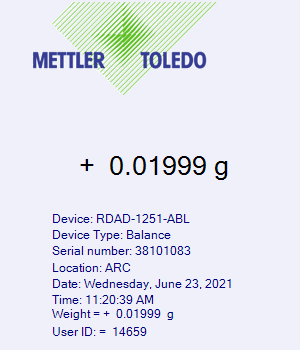 METTLER TOLEDO
+ 0.01999 g
Device: RDAD-1251-ABL
Device Type: Balance
Serial number: 38101083
Location: ARC
Date: Wednesday, June 23, 2021
Time: 11:20:39 AM
Weight = + 0.01999 g
User ID: = 14659